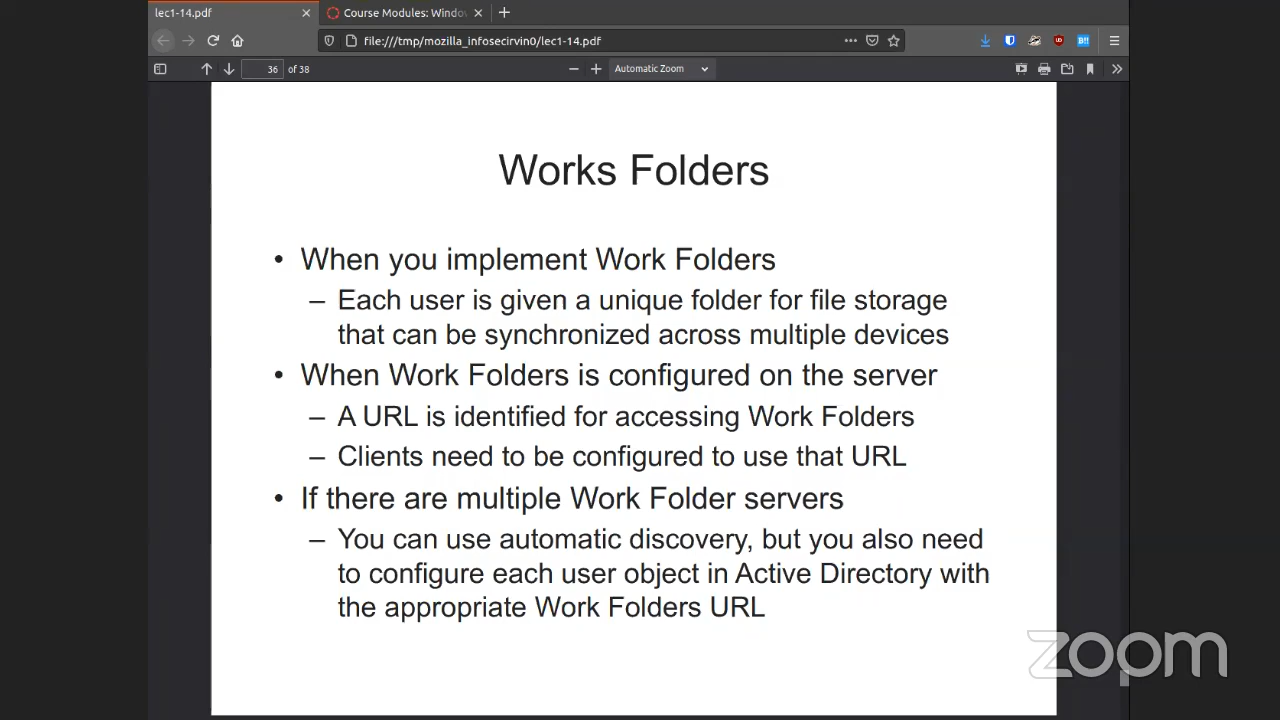 lec1-14.pdf
Course Modules: Windov
file:///tmp/mozilla_infosecirvin0/lec1-14.pdf
36 of 38
Automatic Zoom
Works Folders
• When you implement Work Folders
– Each user is given a unique folder for file storage
that can be synchronized across multiple devices
• When Work Folders is configured on the server
– A URL is identified for accessing Work Folders
– Clients need to be configured to use that URL
• If there are multiple Work Folder servers
– You can use automatic discovery, but you also need
to configure each user object in Active Directory with
the appropriate Work Folders URL
zoom